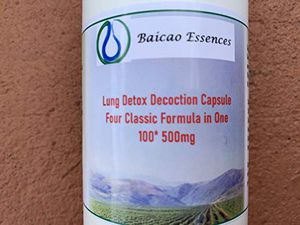 Baicao Essences
Lung Detox Decoction Capsule
Four Classic Formula in One
100* 500mg